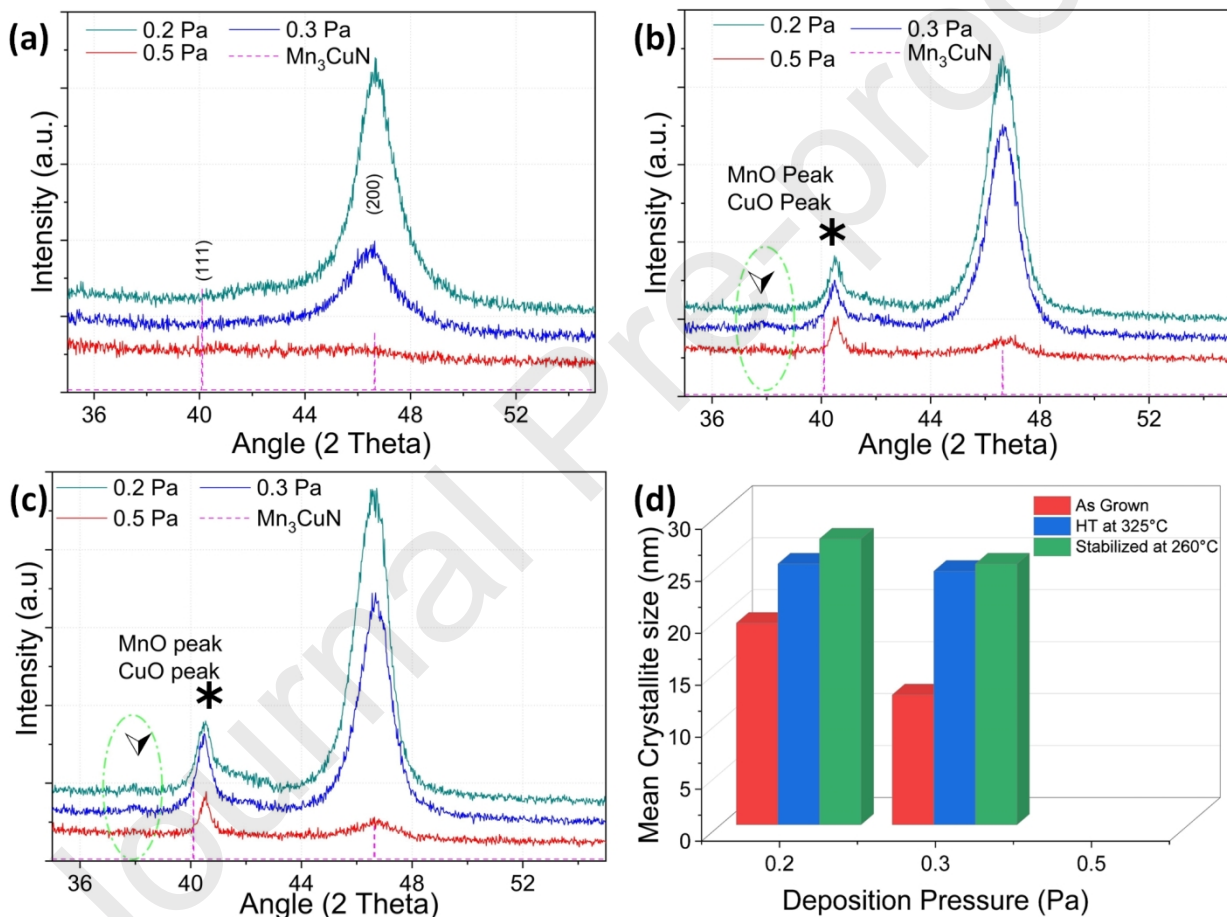 (a)
0.2 Pa
0.3 Pa
0.5 Pa
Mn₃CuN
(111)
(200)
Intensity (a.u.)
36
40
44
48
52
Angle (2 Theta)
(b)
0.2 Pa
0.3 Pa
0.5 Pa
Mn₃CuN
MnO Peak
CuO Peak
*
Intensity (a.u.)
36
40
44
48
52
Angle (2 Theta)
(c)
0.2 Pa
0.3 Pa
0.5 Pa
Mn₃CuN
MnO peak
CuO peak
*
Intensity (a.u)
36
40
44
48
52
Angle (2 Theta)
(d)
As Grown
HT at 325°C
Stabilized at 260°C
Mean Crystallite size (nm)
30
25
20
15
10
5
0
0.2
0.3
0.5
Deposition Pressure (Pa)
Journal Pre-proo